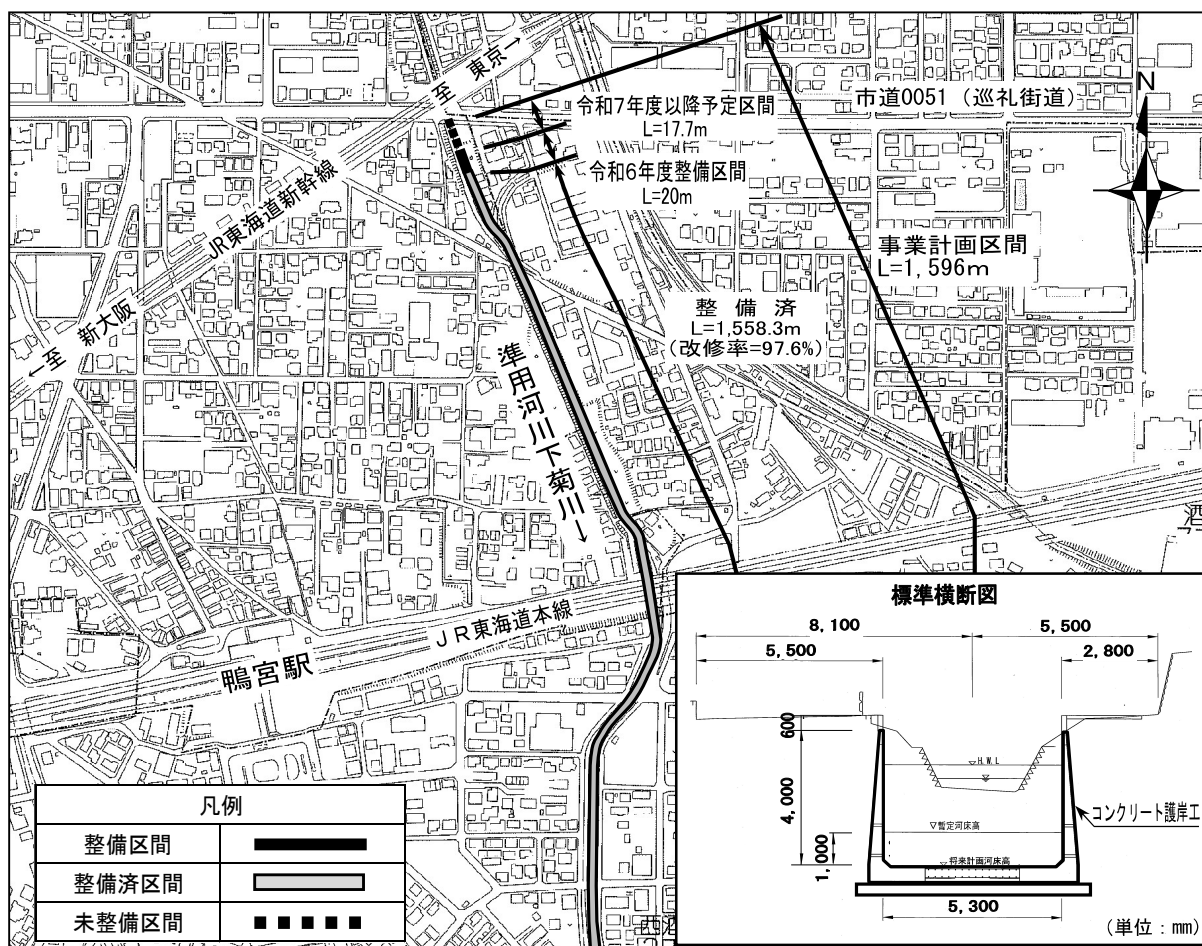 至 東京→
市道0051（巡礼街道）
N
令和7年度以降予定区間
L=17.7m
令和6年度整備区間
L=20m
JR東海道新幹線
←至 新大阪
事業計画区間
L=1,596m
整備済
L=1,558.3m
（改修率=97.6%）
準用河川下菊川→
JR東海道本線
鴨宮駅
凡例
整備区間
整備済区間
未整備区間
標準横断図
8,100
5,500
5,500
2,800
600
H.W.L
4,000
コンクリート護岸工
▽暫定河床高
1,000
将来計画河床高
5,300
（単位：mm）